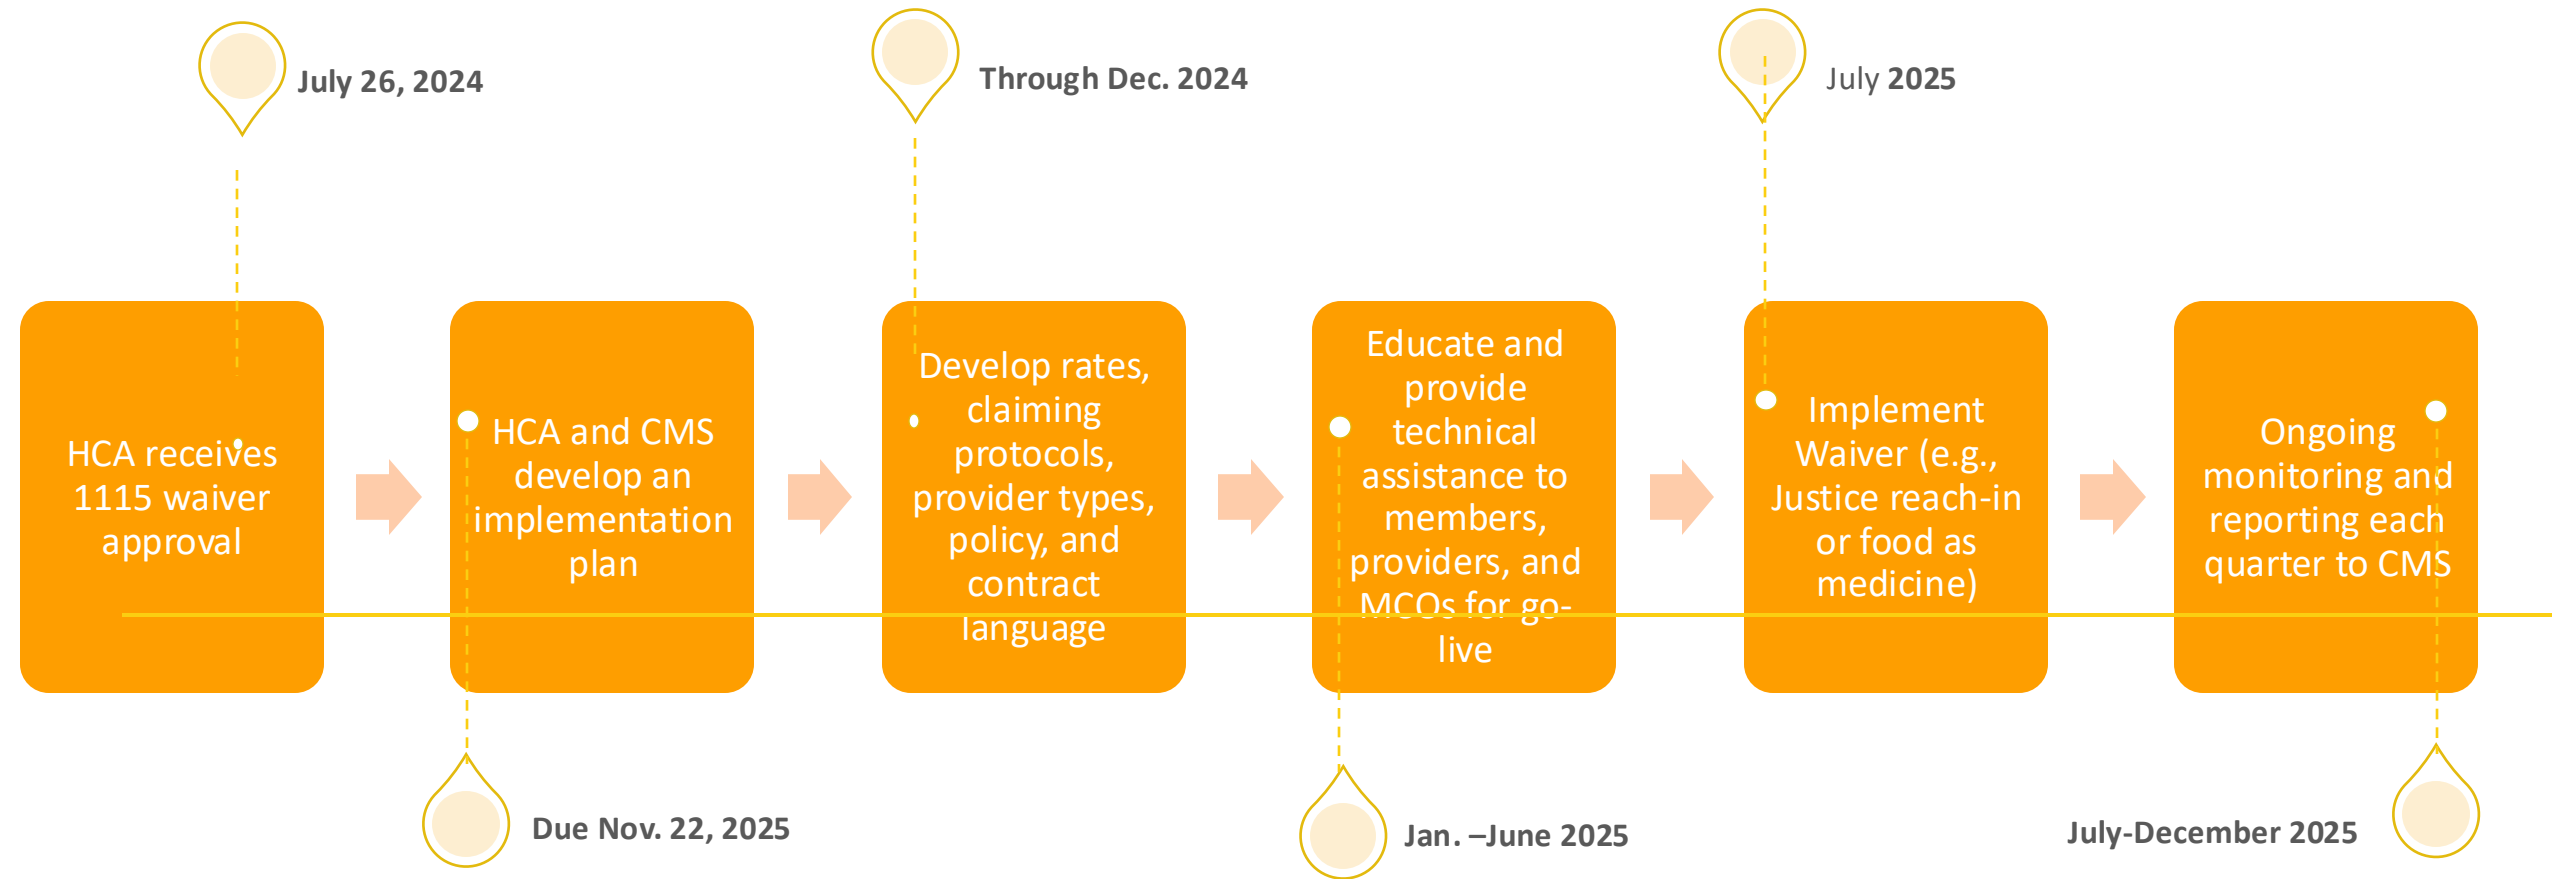 July 26, 2024
Through Dec. 2024
July 2025
HCA receives
1115 waiver
approval
HCA and CMS
develop an
implementation
plan
Develop rates,
claiming
protocols,
provider types,
policy, and
contract
language
Educate and
provide
technical
assistance to
members,
providers, and
MCOs for go-
live
Implement
Waiver (e.g.,
Justice reach-in
or food as
medicine)
Ongoing
monitoring and
reporting each
quarter to CMS
Due Nov. 22, 2025
Jan. –June 2025
July-December 2025